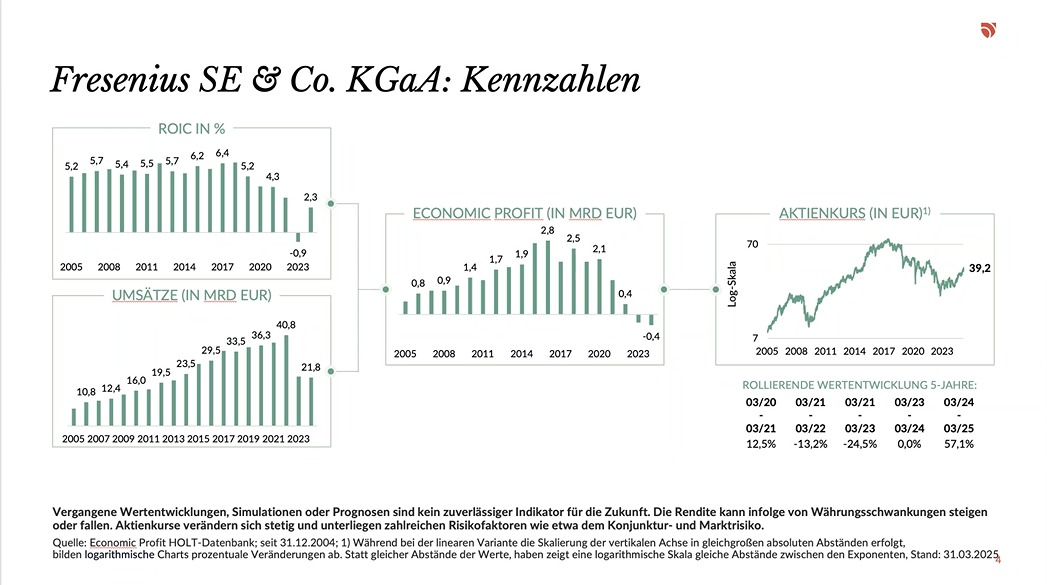 Fresenius SE & Co. KGaA: Kennzahlen
ROIC IN %
5,2 5,7 5,4 5,5 5,7 6,2 6,4 5,2 4,3 -0,9 2,3
2005 2008 2011 2014 2017 2020 2023
UMSÄTZE (IN MRD EUR)
10,8 12,4 16,0 19,5 23,5 29,5 33,5 36,3 40,8 21,8
2005 2007 2009 2011 2013 2015 2017 2019 2021 2023
ECONOMIC PROFIT (IN MRD EUR)
0,8 0,9 1,4 1,7 1,9 2,8 2,5 2,1 0,4 -0,4
2005 2008 2011 2014 2017 2020 2023
AKTIENKURS (IN EUR)1)
Log-Skala
70
39,2
7
2005 2008 2011 2014 2017 2020 2023
ROLLIERENDE WERTENTWICKLUNG 5-JAHRE:
03/20 03/21 03/21 03/23 03/24
- - - - -
03/21 03/22 03/23 03/24 03/25
12,5% -13,2% -24,5% 0,0% 57,1%
Vergangene Wertentwicklungen, Simulationen oder Prognosen sind kein zuverlässiger Indikator für die Zukunft. Die Rendite kann infolge von Währungsschwankungen steigen
oder fallen. Aktienkurse verändern sich stetig und unterliegen zahlreichen Risikofaktoren wie etwa dem Konjunktur- und Marktrisiko.
Quelle: Economic Profit HOLT-Datenbank; seit 31.12.2004; 1) Während bei der linearen Variante die Skalierung der vertikalen Achse in gleichgroßen absoluten Abständen erfolgt,
bilden logarithmische Charts prozentuale Veränderungen ab. Statt gleicher Abstände der Werte, haben zeigt eine logarithmische Skala gleiche Abstände zwischen den Exponenten, Stand: 31.03.2025
4